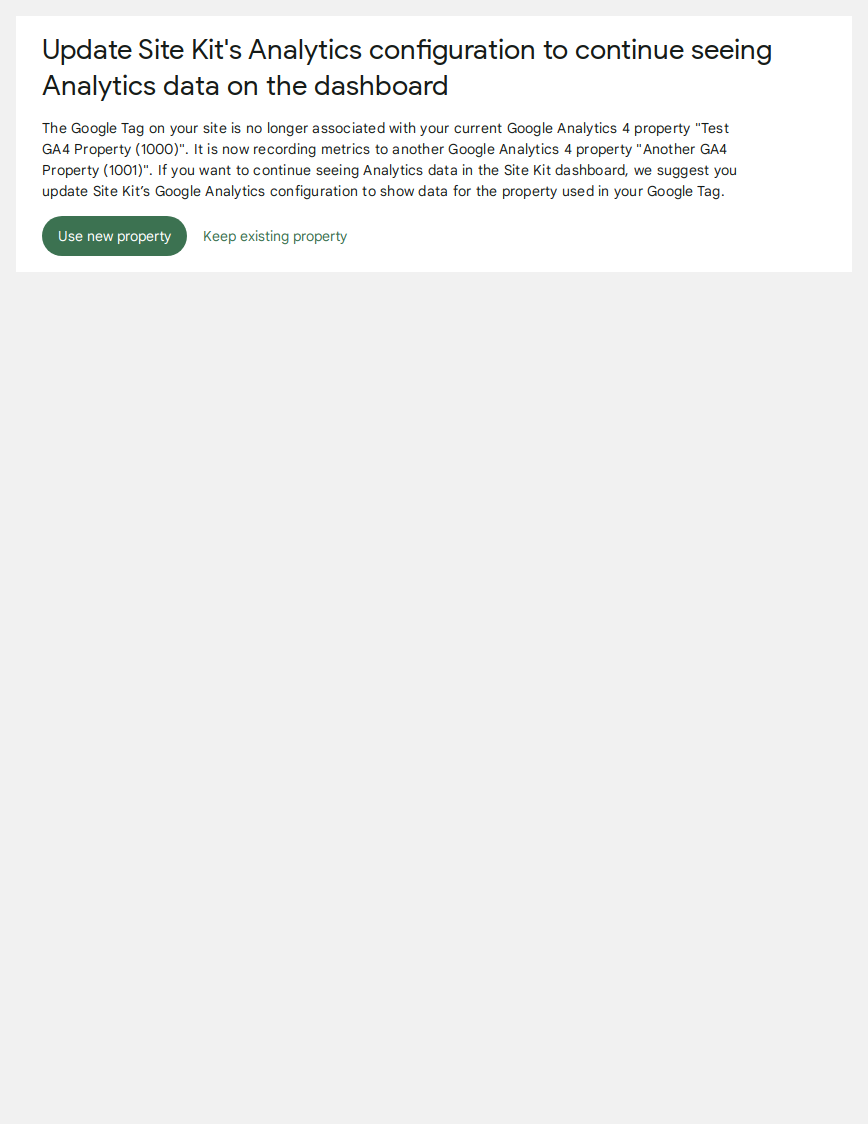 Update Site Kit's Analytics configuration to continue seeing
Analytics data on the dashboard
The Google Tag on your site is no longer associated with your current Google Analytics 4 property "Test
GA4 Property (1000)". It is now recording metrics to another Google Analytics 4 property "Another GA4
Property (1001)". If you want to continue seeing Analytics data in the Site Kit dashboard, we suggest you
update Site Kit’s Google Analytics configuration to show data for the property used in your Google Tag.
Use new property
Keep existing property